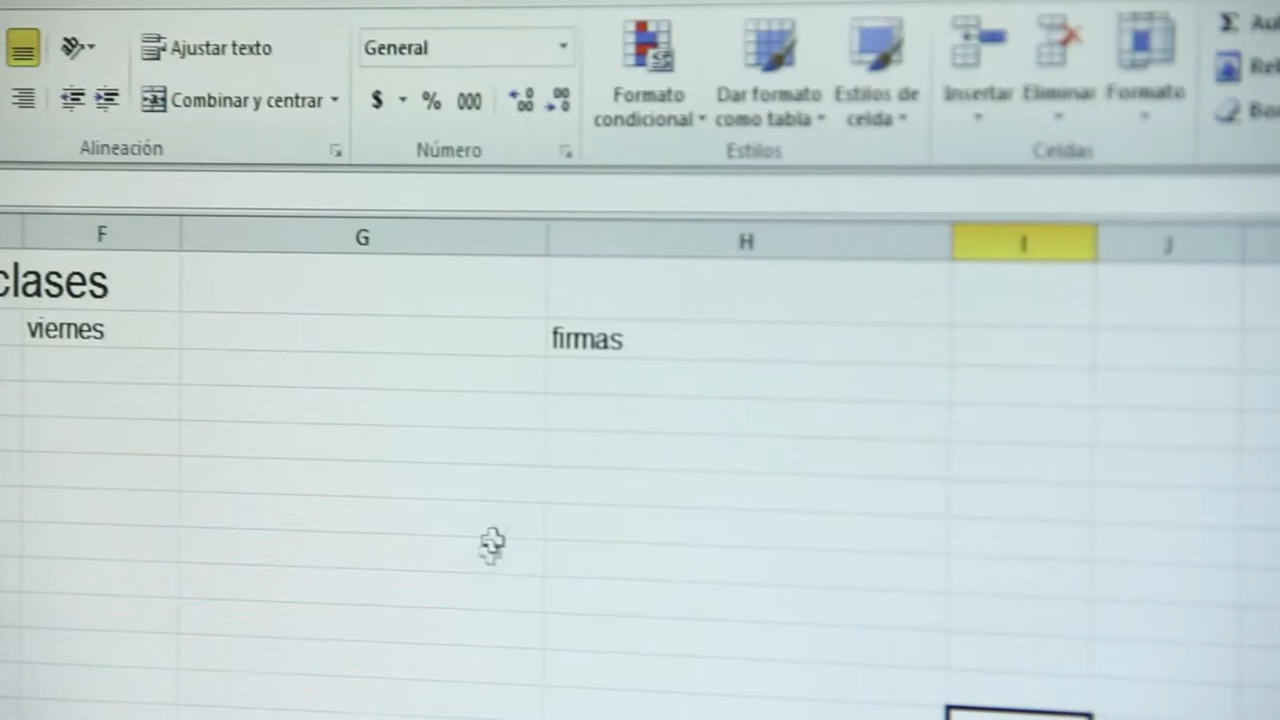 Ajustar texto
General
Combinar y centrar
$ % 000
Formato condicional
Dar formato como tabla
Estilos de celda
Insertar
Eliminar
Formato
Alineación
Número
Estilos
Celdas
F G H I J
clases
viernes
firmas